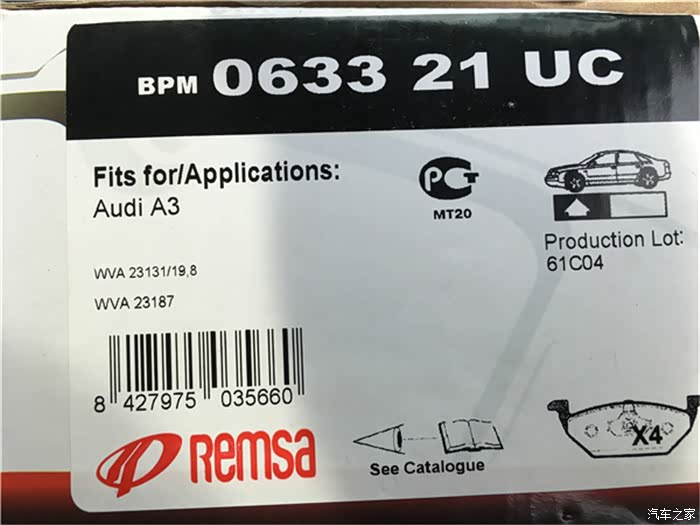 BPM 0633 21 UC
Fits for/Applications:
Audi A3
PCT
MT20
Production Lot:
61C04
WVA 23131/19,8
WVA 23187
8 427975 035660
REMSA
See Catalogue
X4
汽车之家